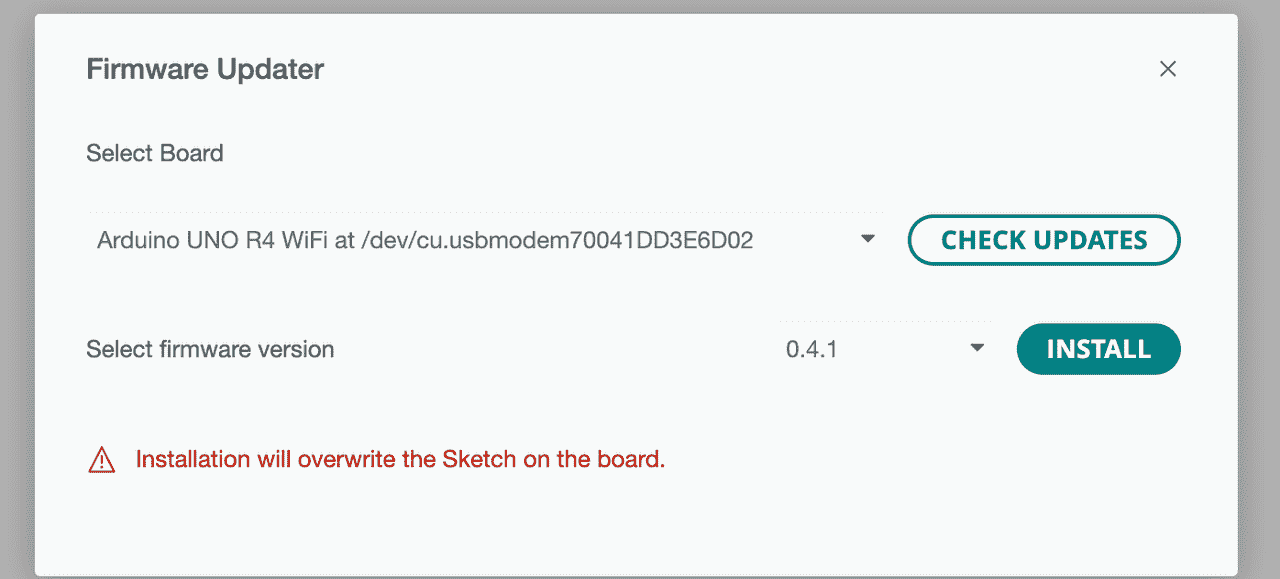 Firmware Updater
Select Board
Arduino UNO R4 WiFi at /dev/cu.usbmodem70041DD3E6D02
CHECK UPDATES
Select firmware version
0.4.1
INSTALL
Installation will overwrite the Sketch on the board.